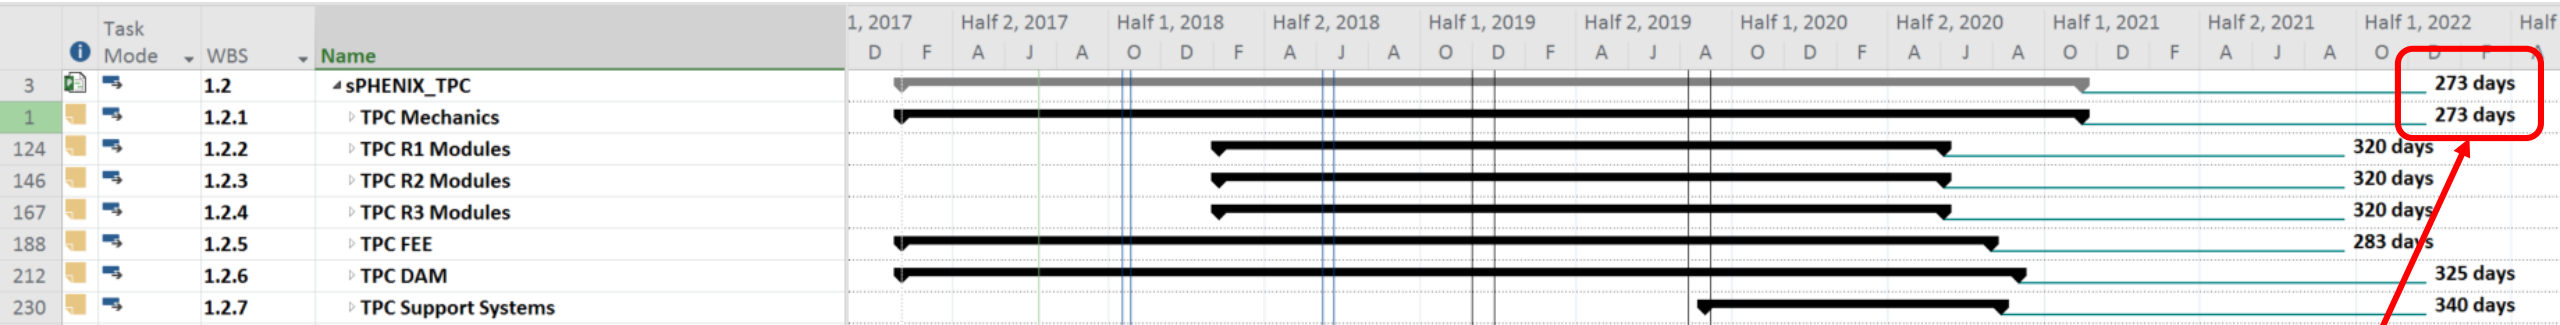 Task
Mode WBS Name
1, 2017 Half 2, 2017 Half 1, 2018 Half 2, 2018 Half 1, 2019 Half 2, 2019 Half 1, 2020 Half 2, 2020 Half 1, 2021 Half 2, 2021 Half 1, 2022 Half
D F A J A O D F A J A O D F A J A O D F A J A O D F A J A O D F A
3 1.2 sPHENIX_TPC 273 days
1 1.2.1 TPC Mechanics 273 days
124 1.2.2 TPC R1 Modules 320 days
146 1.2.3 TPC R2 Modules 320 days
167 1.2.4 TPC R3 Modules 320 days
188 1.2.5 TPC FEE 283 days
212 1.2.6 TPC DAM 325 days
230 1.2.7 TPC Support Systems 340 days